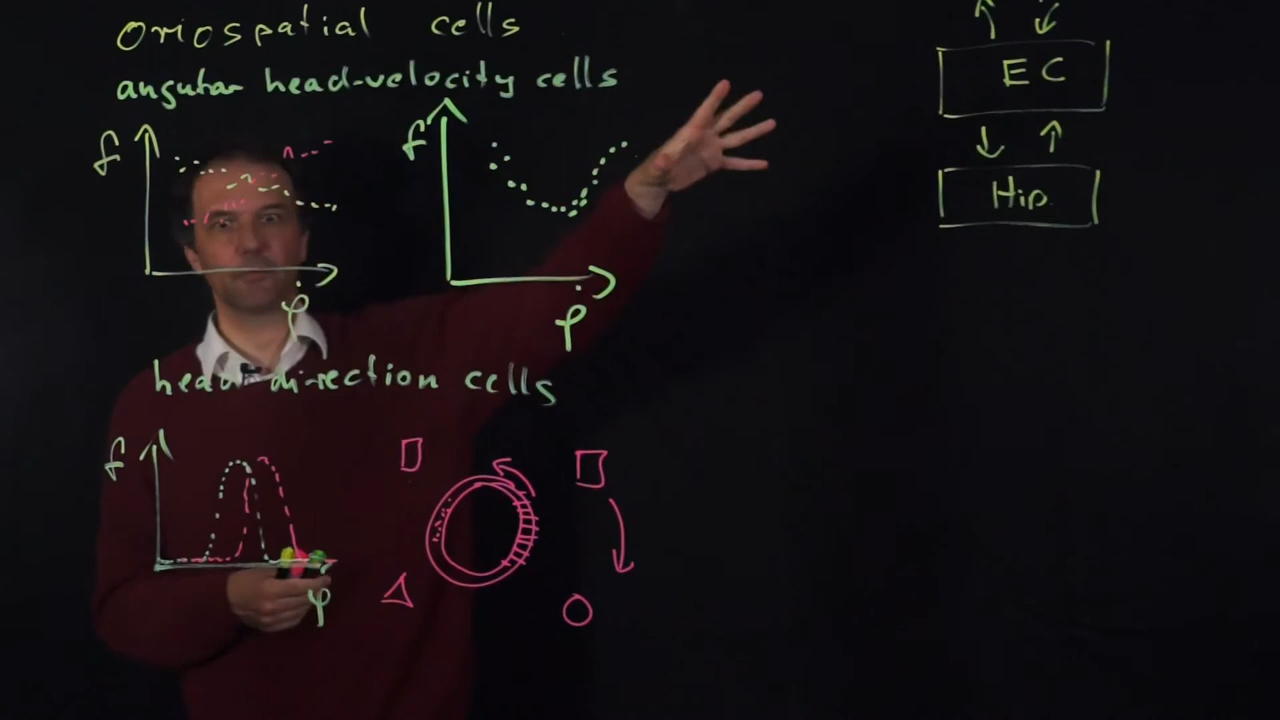 oriospatial cells
angular head-velocity cells
f
φ̇
f
φ̇
head-direction cells
f
φ
EC
Hip.